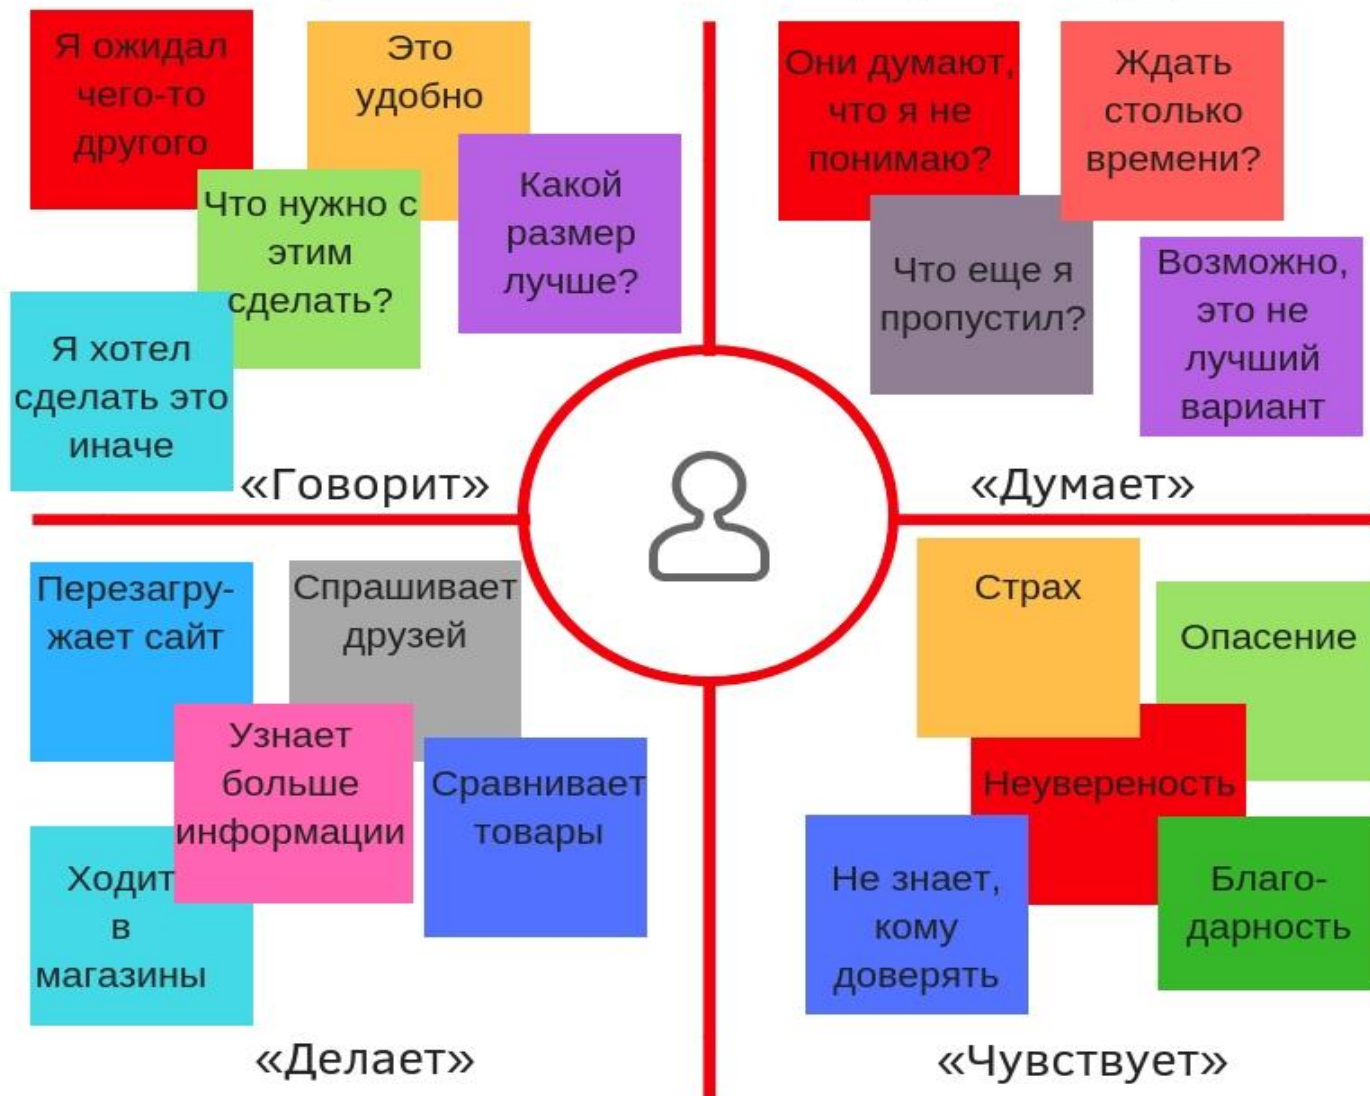 Я ожидал
чего-то
другого
Это
удобно
Что нужно с
этим
сделать?
Какой
размер
лучше?
Я хотел
сделать это
иначе
«Говорит»
Они думают,
что я не
понимаю?
Ждать
столько
времени?
Что еще я
пропустил?
Возможно,
это не
лучший
вариант
«Думает»
Перезагру-
жает сайт
Спрашивает
друзей
Узнает
больше
информации
Сравнивает
товары
Ходит
в
магазины
«Делает»
Страх
Опасение
Неувереность
Не знает,
кому
доверять
Благо-
дарность
«Чувствует»